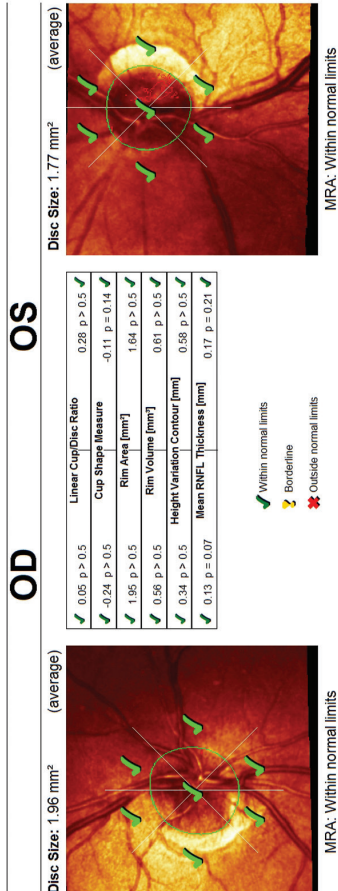 OD OS
Disc Size: 1.96 mm² (average)
Disc Size: 1.77 mm² (average)
Linear Cup/Disc Ratio
0.05 p > 0.5 0.28 p > 0.5
Cup Shape Measure
-0.24 p > 0.5 -0.11 p = 0.14
Rim Area [mm²]
1.95 p > 0.5 1.64 p > 0.5
Rim Volume [mm³]
0.56 p > 0.5 0.61 p > 0.5
Height Variation Contour [mm]
0.34 p > 0.5 0.58 p > 0.5
Mean RNFL Thickness [mm]
0.13 p = 0.07 0.17 p = 0.21
Within normal limits
Borderline
Outside normal limits
MRA: Within normal limits
MRA: Within normal limits